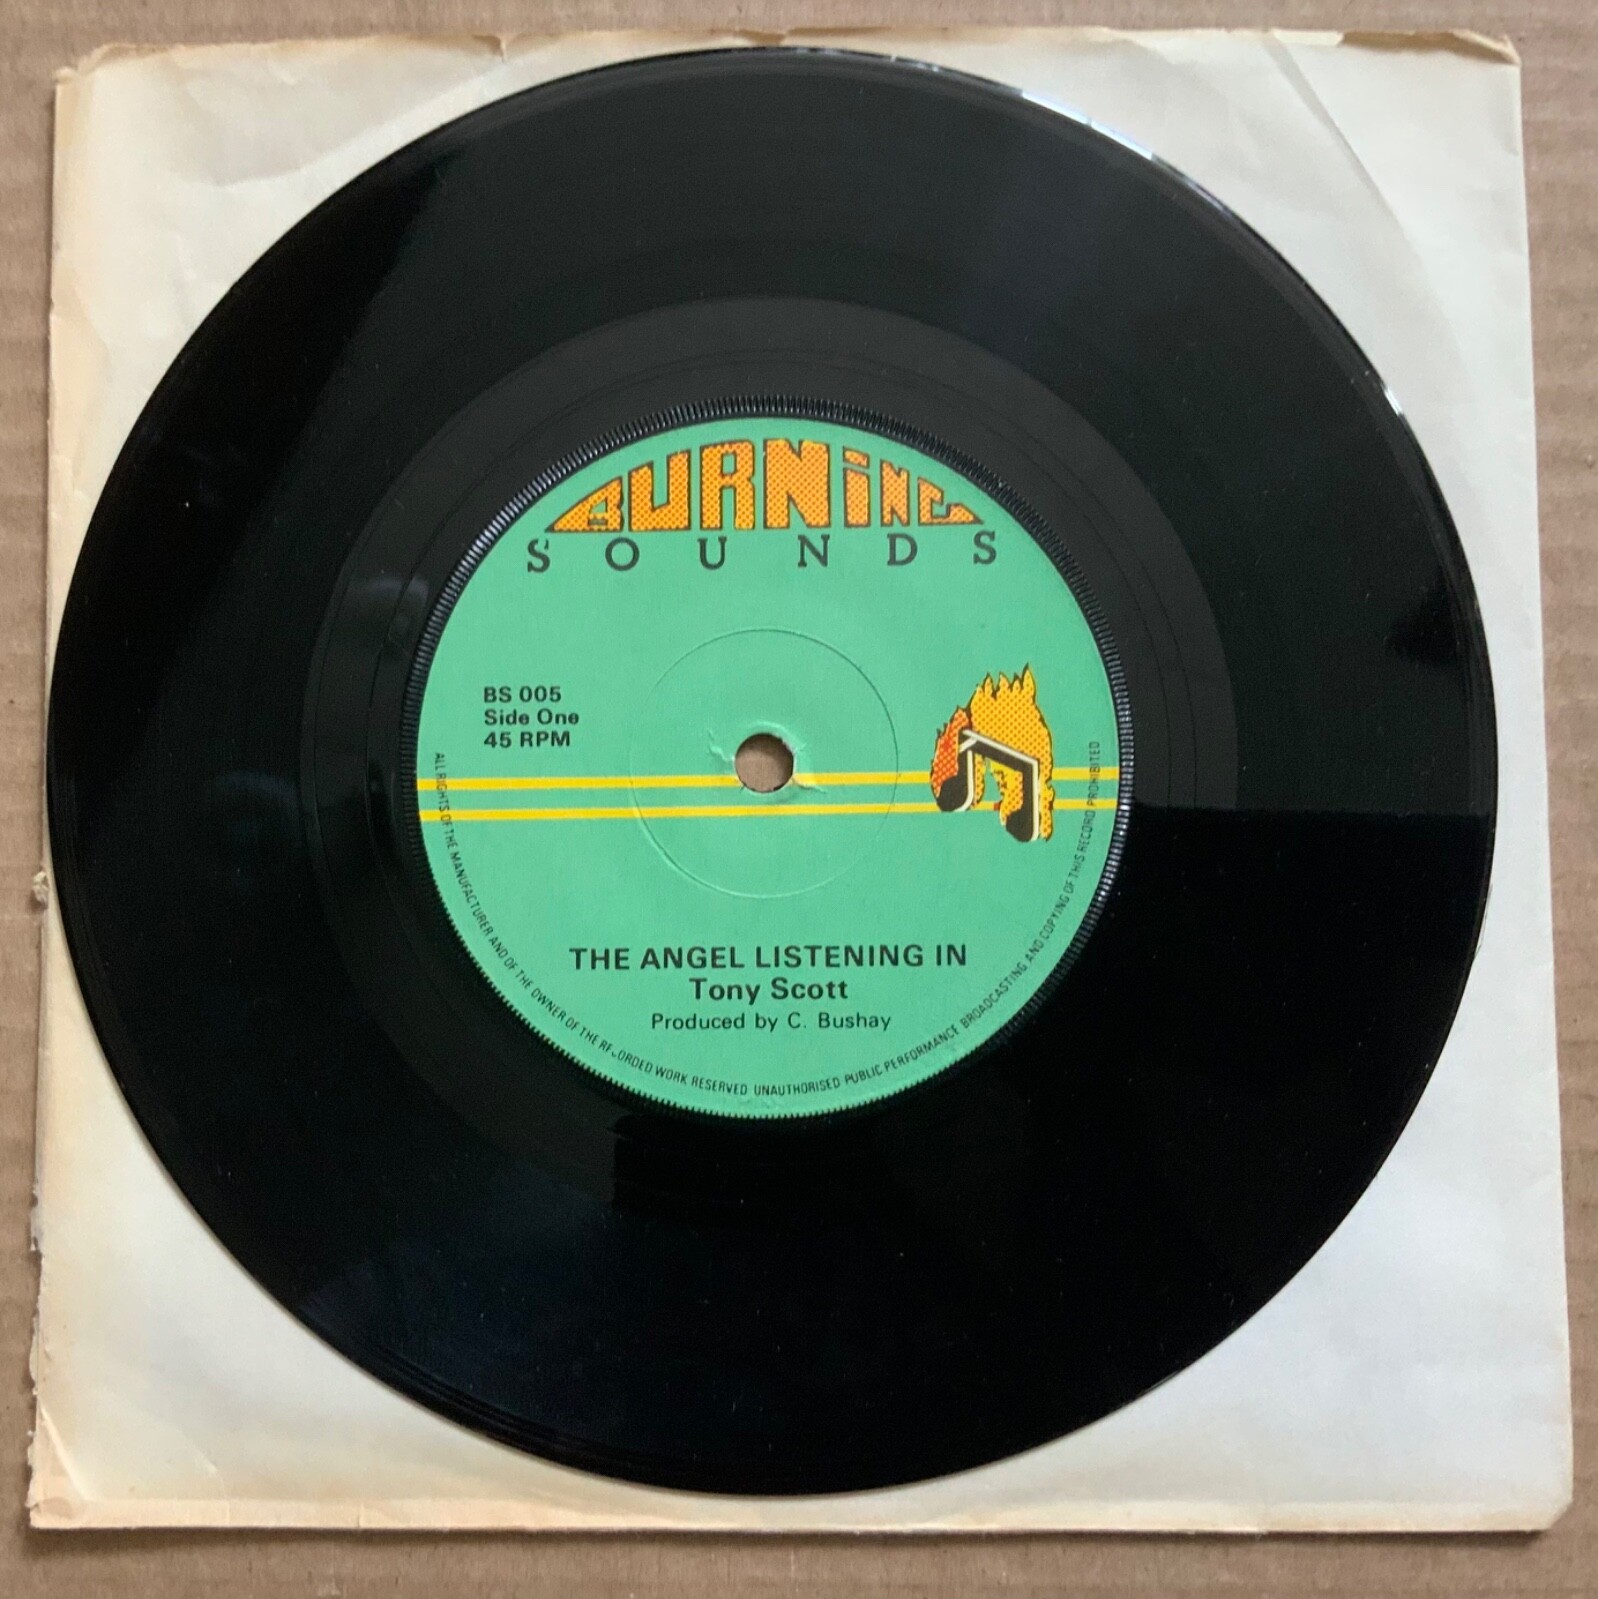 BURNiNG
SOUNDS
BS 005
Side One
45 RPM
THE ANGEL LISTENING IN
Tony Scott
Produced by C. Bushay
ALL RIGHTS OF THE MANUFACTURER AND OF THE OWNER OF THE RECORDED WORK RESERVED UNAUTHORISED PUBLIC PERFORMANCE BROADCASTING AND COPYING OF THIS RECORD PROHIBITED